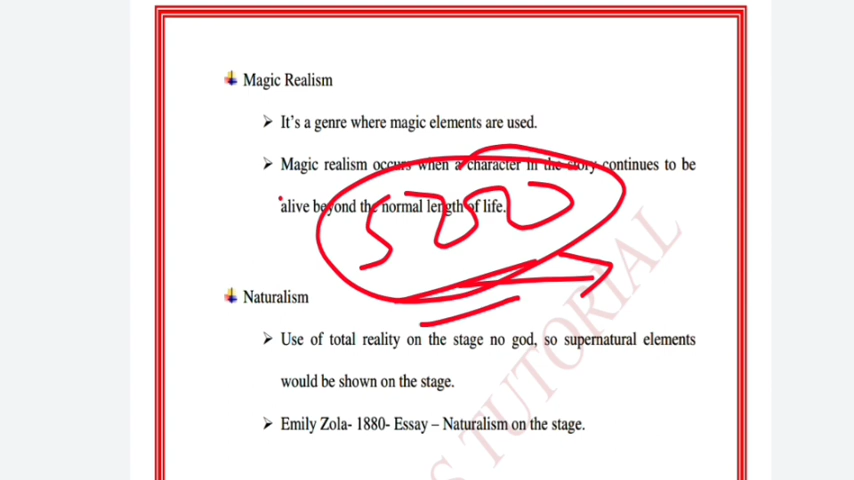 Magic Realism
It's a genre where magic elements are used.
Magic realism occurs when a character in the story continues to be
alive beyond the normal length of life.
Naturalism
Use of total reality on the stage no god, so supernatural elements
would be shown on the stage.
Emily Zola- 1880- Essay – Naturalism on the stage.
S TUTORIAL